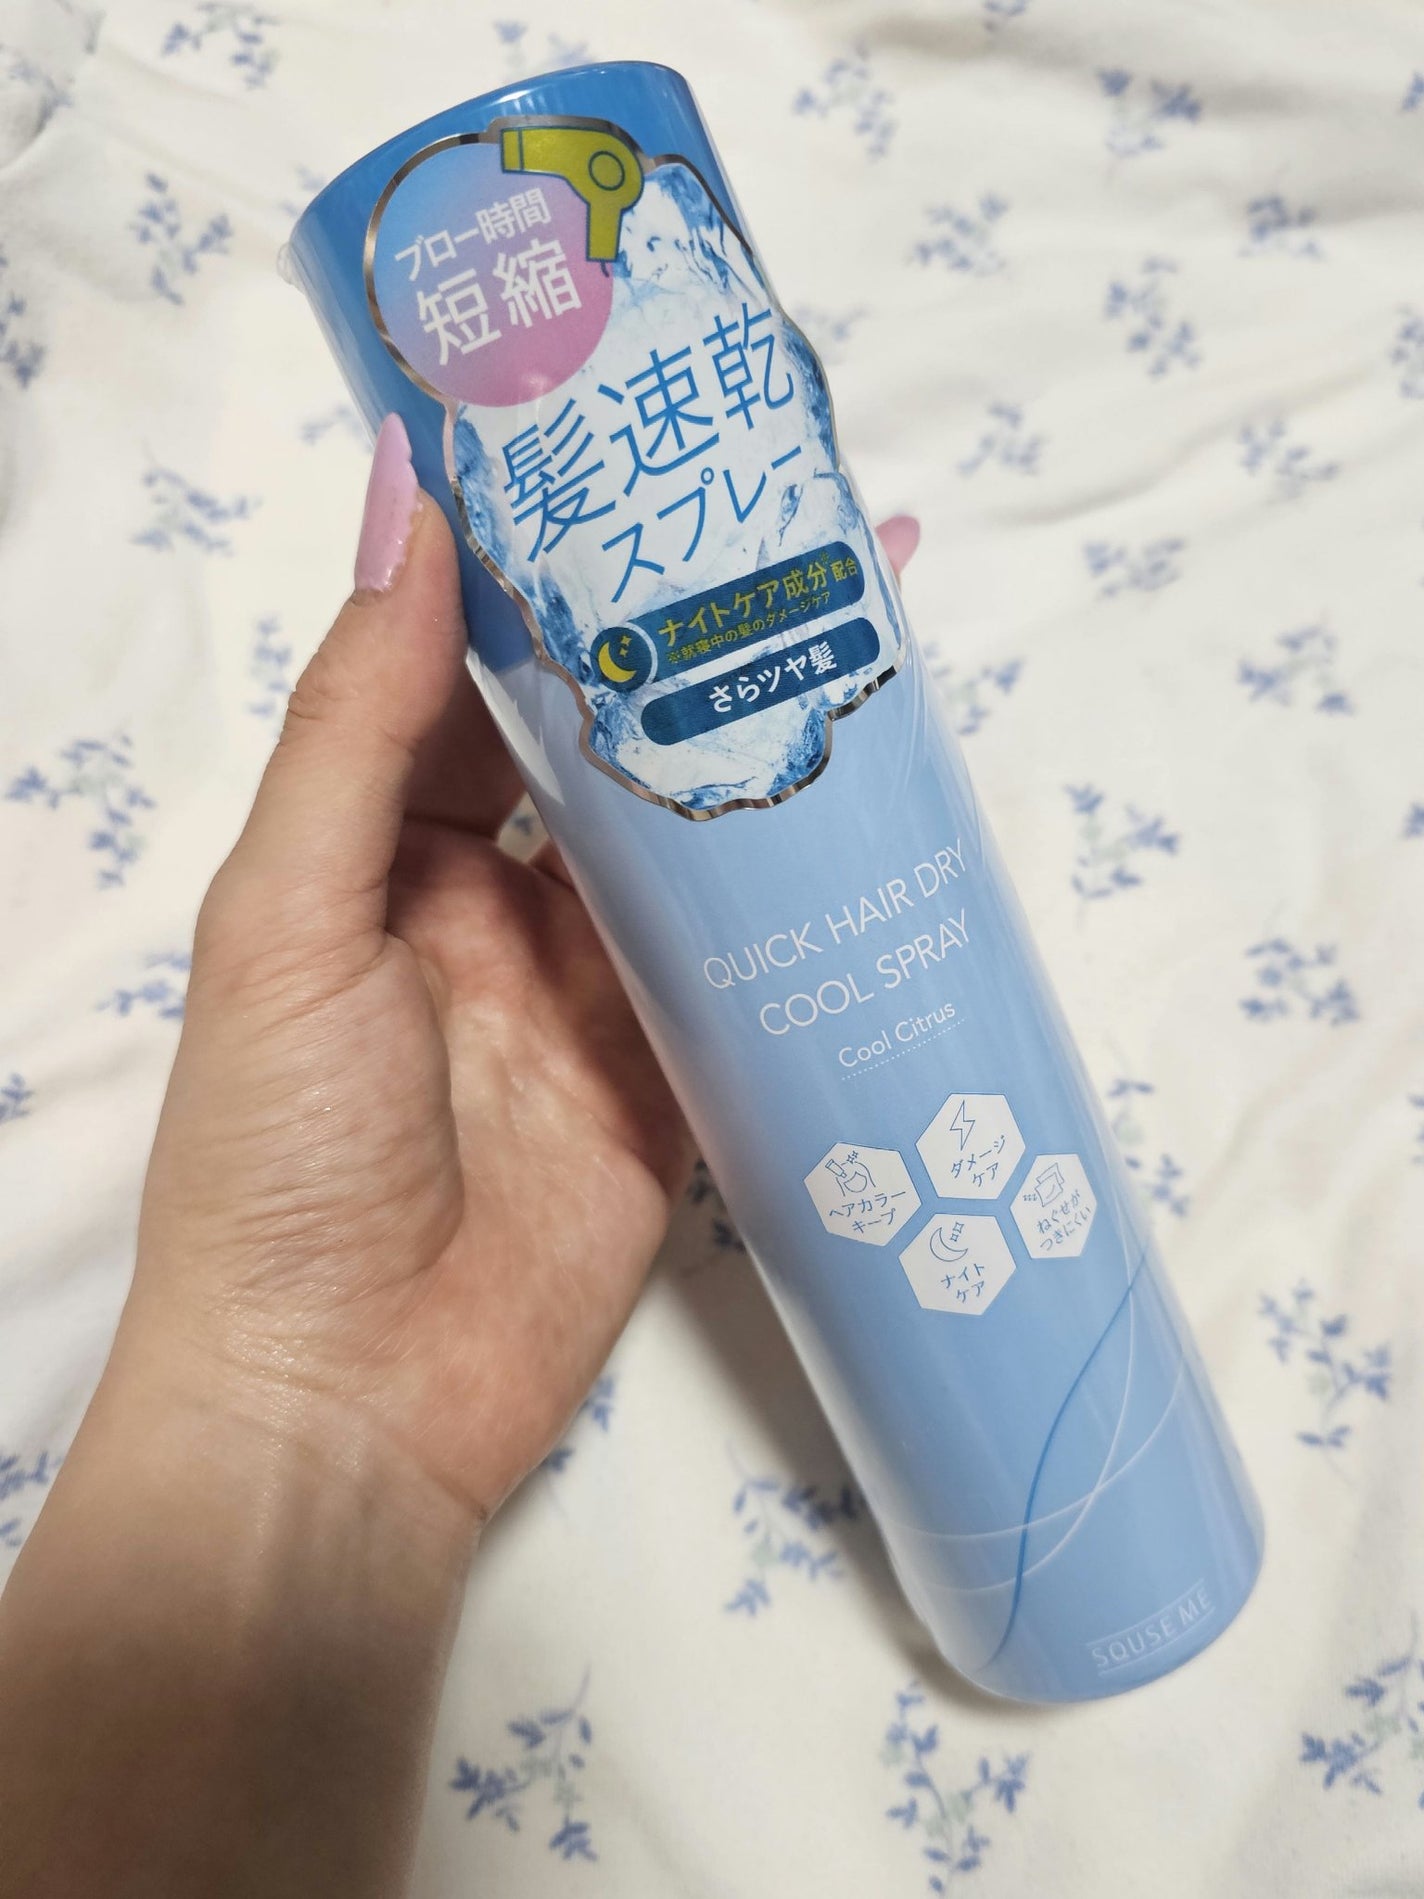 ブロー時間
短縮
髪速乾
スプレー
ナイトケア成分※配合
※就寝中の髪のダメージケア
さらツヤ髪
QUICK HAIR DRY
COOL SPRAY
Cool Citrus
ダメージ
ケア
ヘアカラー
キープ
ねぐせが
つきにくい
ナイト
ケア
SQUSE ME